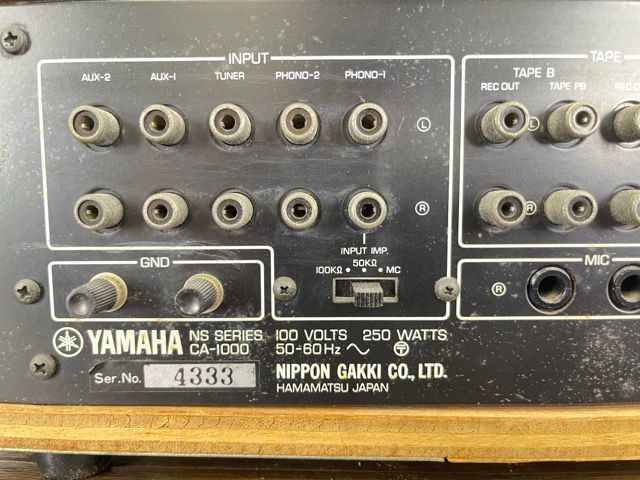 INPUT
TAPE
AUX-2 AUX-1 TUNER PHONO-2 PHONO-1
TAPE B
REC OUT TAPE PB REC O
L
L
R
R
INPUT IMP.
100KΩ 50KΩ MC
GND
MIC
R
YAMAHA NS SERIES CA-1000
100 VOLTS 250 WATTS
50-60Hz T
Ser.No. 4333
NIPPON GAKKI CO., LTD.
HAMAMATSU JAPAN